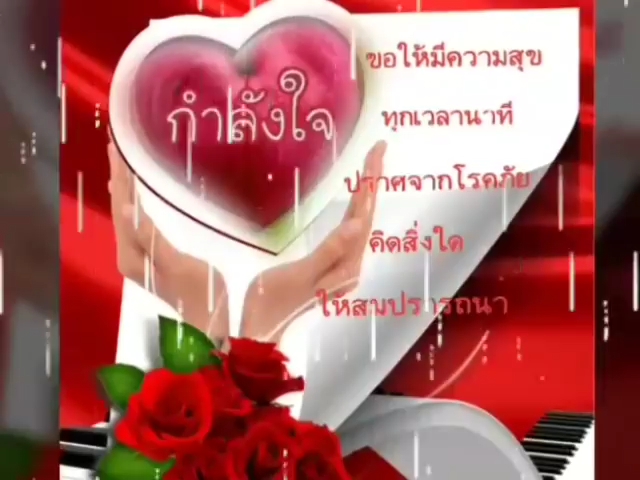 กำลังใจ
ขอให้มีความสุข
ทุกเวลานาที
ปราศจากโรคภัย
คิดสิ่งใด
ให้สมปรารถนา